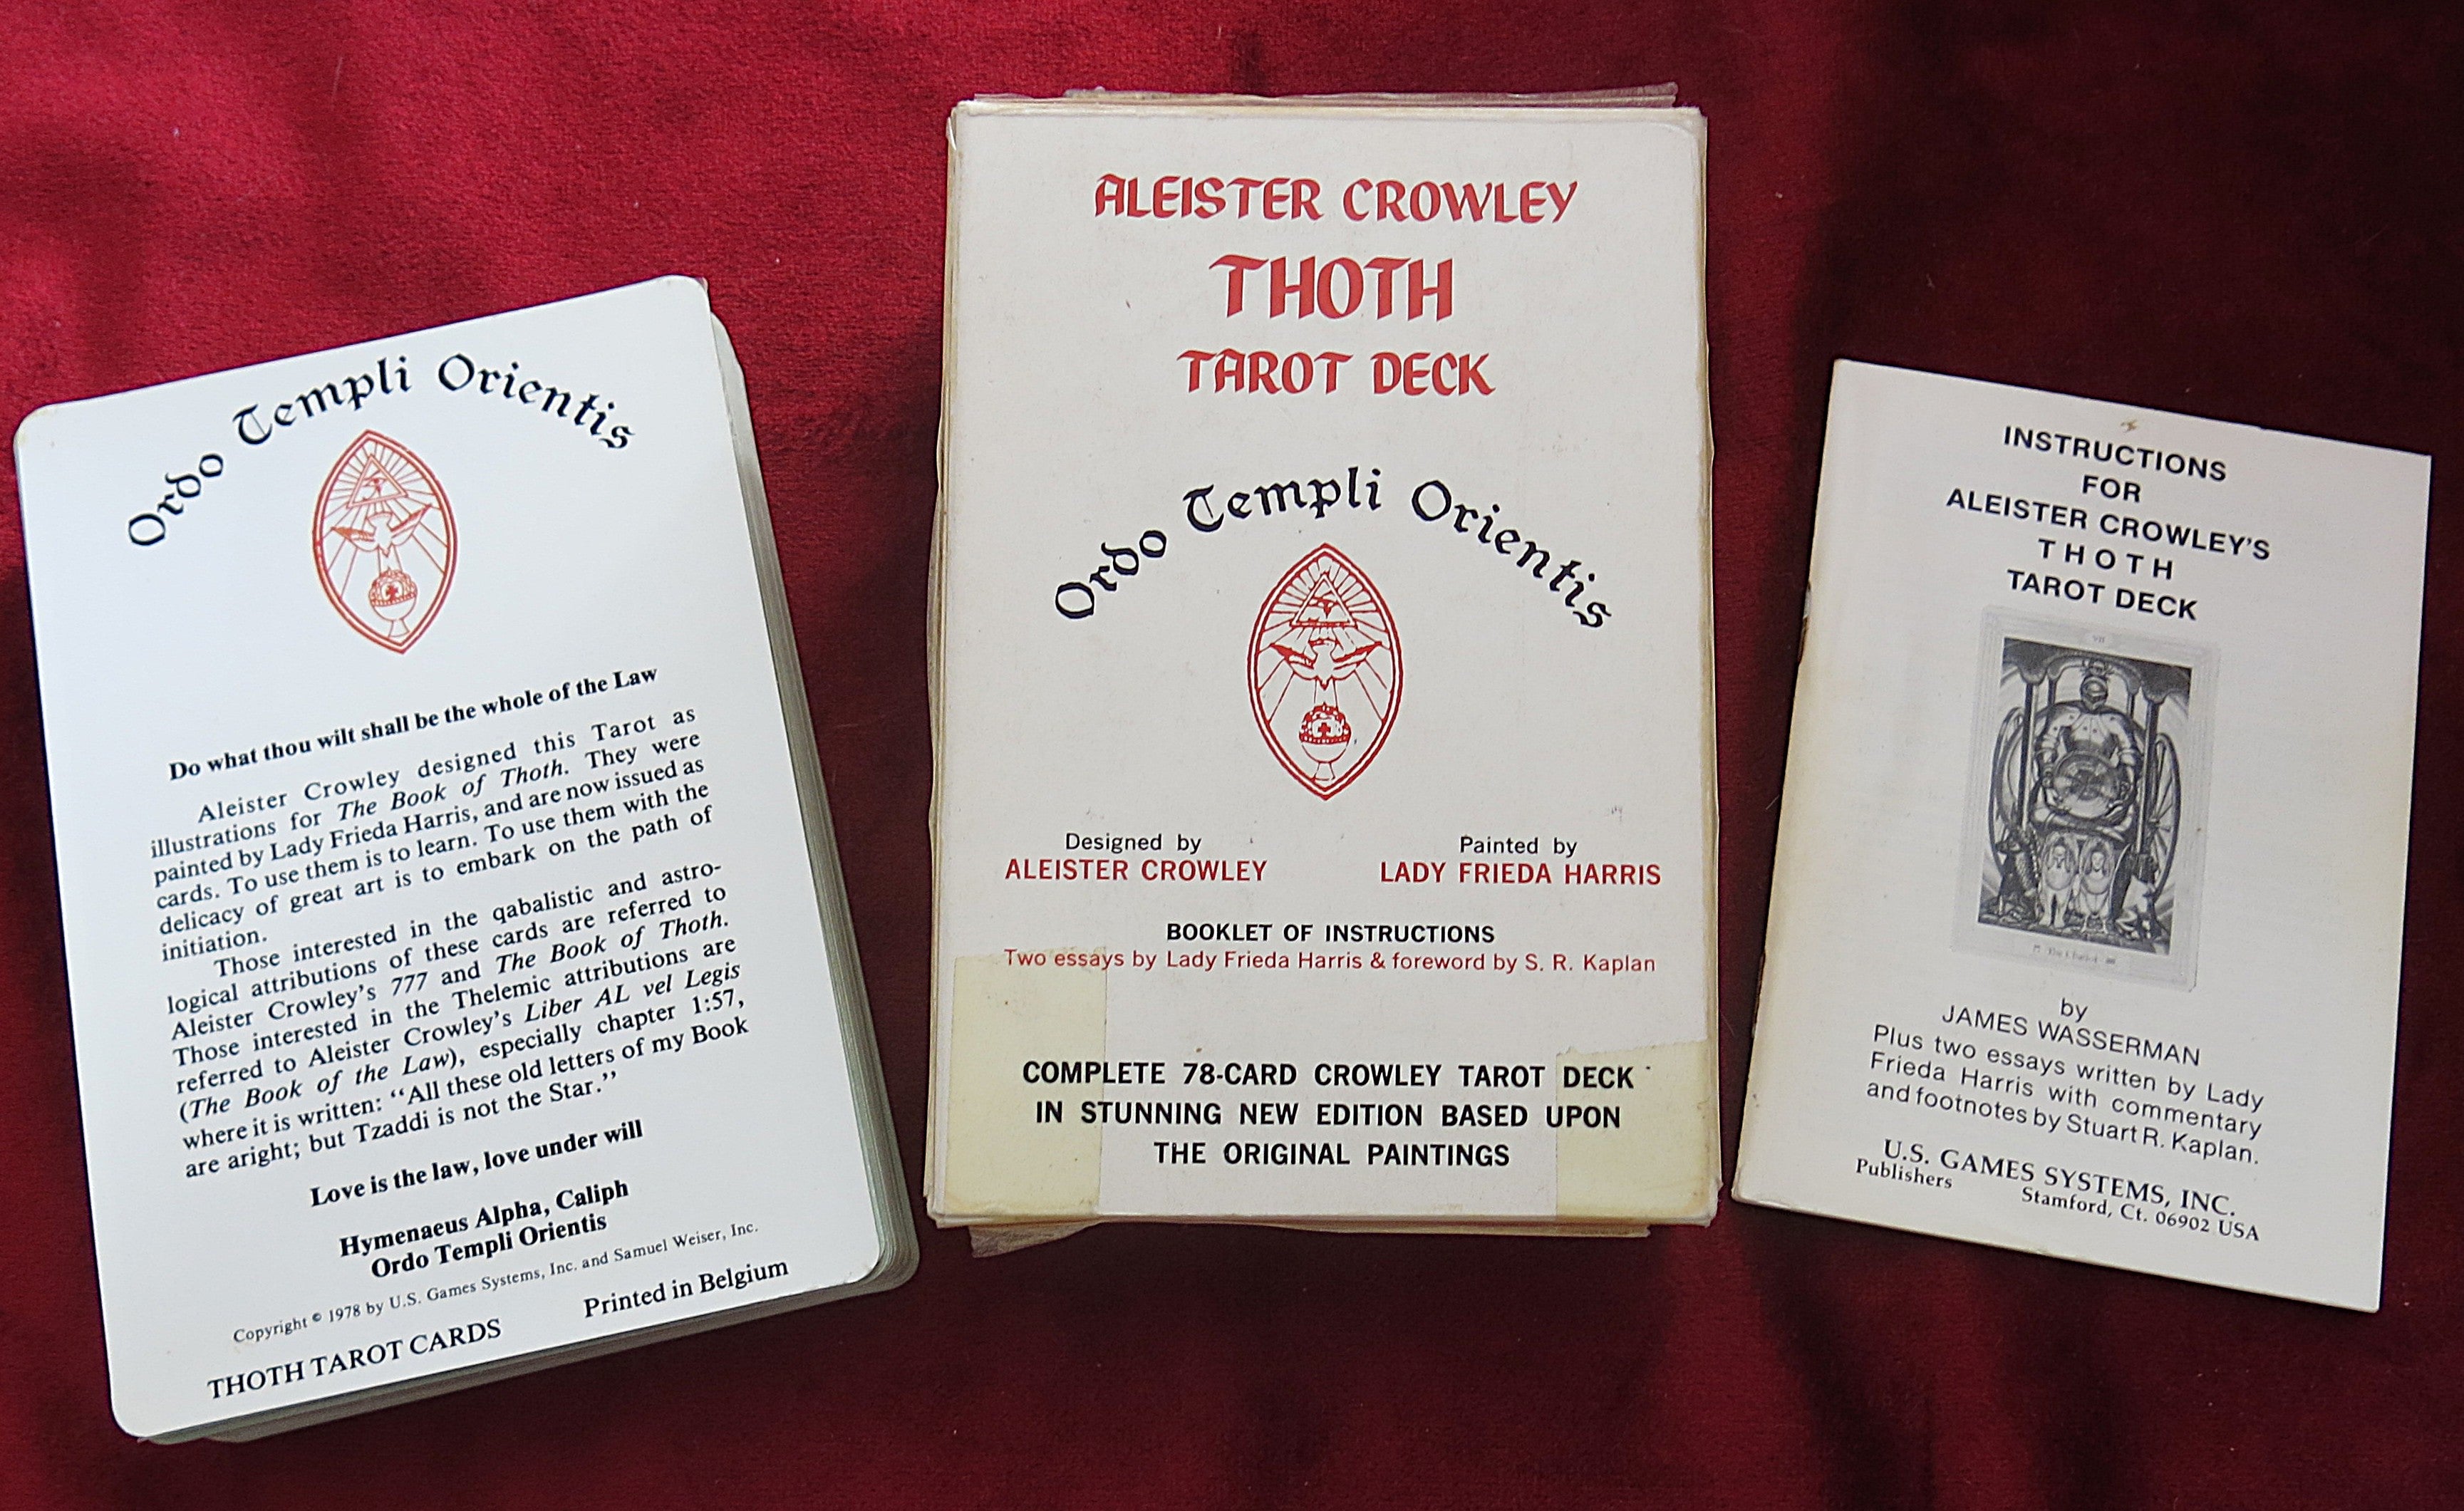 Ordo Templi Orientis
Do what thou wilt shall be the whole of the Law
Aleister Crowley designed this Tarot as
illustrations for The Book of Thoth. They were
painted by Lady Frieda Harris, and are now issued as
cards. To use them is to learn. To use them with the
delicacy of great art is to embark on the path of
initiation.
Those interested in the qabalistic and astro-
logical attributions of these cards are referred to
Aleister Crowley's 777 and The Book of Thoth.
Those interested in the Thelemic attributions are
referred to Aleister Crowley's Liber AL vel Legis
(The Book of the Law), especially chapter 1:57,
where it is written: "All these old letters of my Book
are aright; but Tzaddi is not the Star."
Love is the law, love under will
Hymenaeus Alpha, Caliph
Ordo Templi Orientis
Copyright © 1978 by U.S. Games Systems, Inc. and Samuel Weiser, Inc.
THOTH TAROT CARDS Printed in Belgium
ALEISTER CROWLEY
THOTH
TAROT DECK
Ordo Templi Orientis
Designed by
ALEISTER CROWLEY
Painted by
LADY FRIEDA HARRIS
BOOKLET OF INSTRUCTIONS
Two essays by Lady Frieda Harris & foreword by S. R. Kaplan
COMPLETE 78-CARD CROWLEY TAROT DECK
IN STUNNING NEW EDITION BASED UPON
THE ORIGINAL PAINTINGS
INSTRUCTIONS
FOR
ALEISTER CROWLEY'S
THOTH
TAROT DECK
VII
The Chariot
by
JAMES WASSERMAN
Plus two essays written by Lady
Frieda Harris with commentary
and footnotes by Stuart R. Kaplan.
U.S. GAMES SYSTEMS, INC.
Publishers Stamford, Ct. 06902 USA